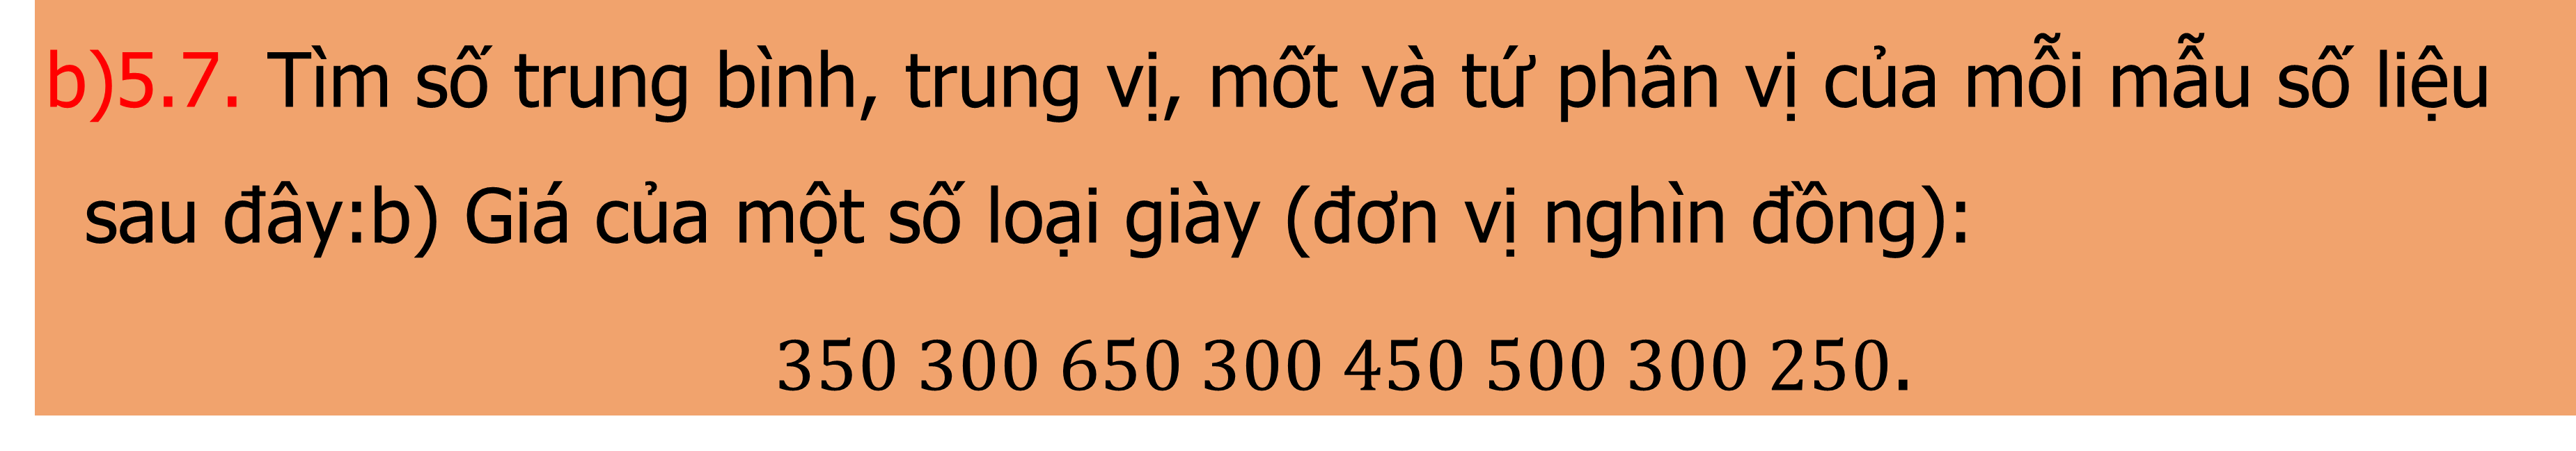 b)5.7. Tìm số trung bình, trung vị, mốt và tứ phân vị của mỗi mẫu số liệu
sau đây:b) Giá của một số loại giày (đơn vị nghìn đồng):
350 300 650 300 450 500 300 250.